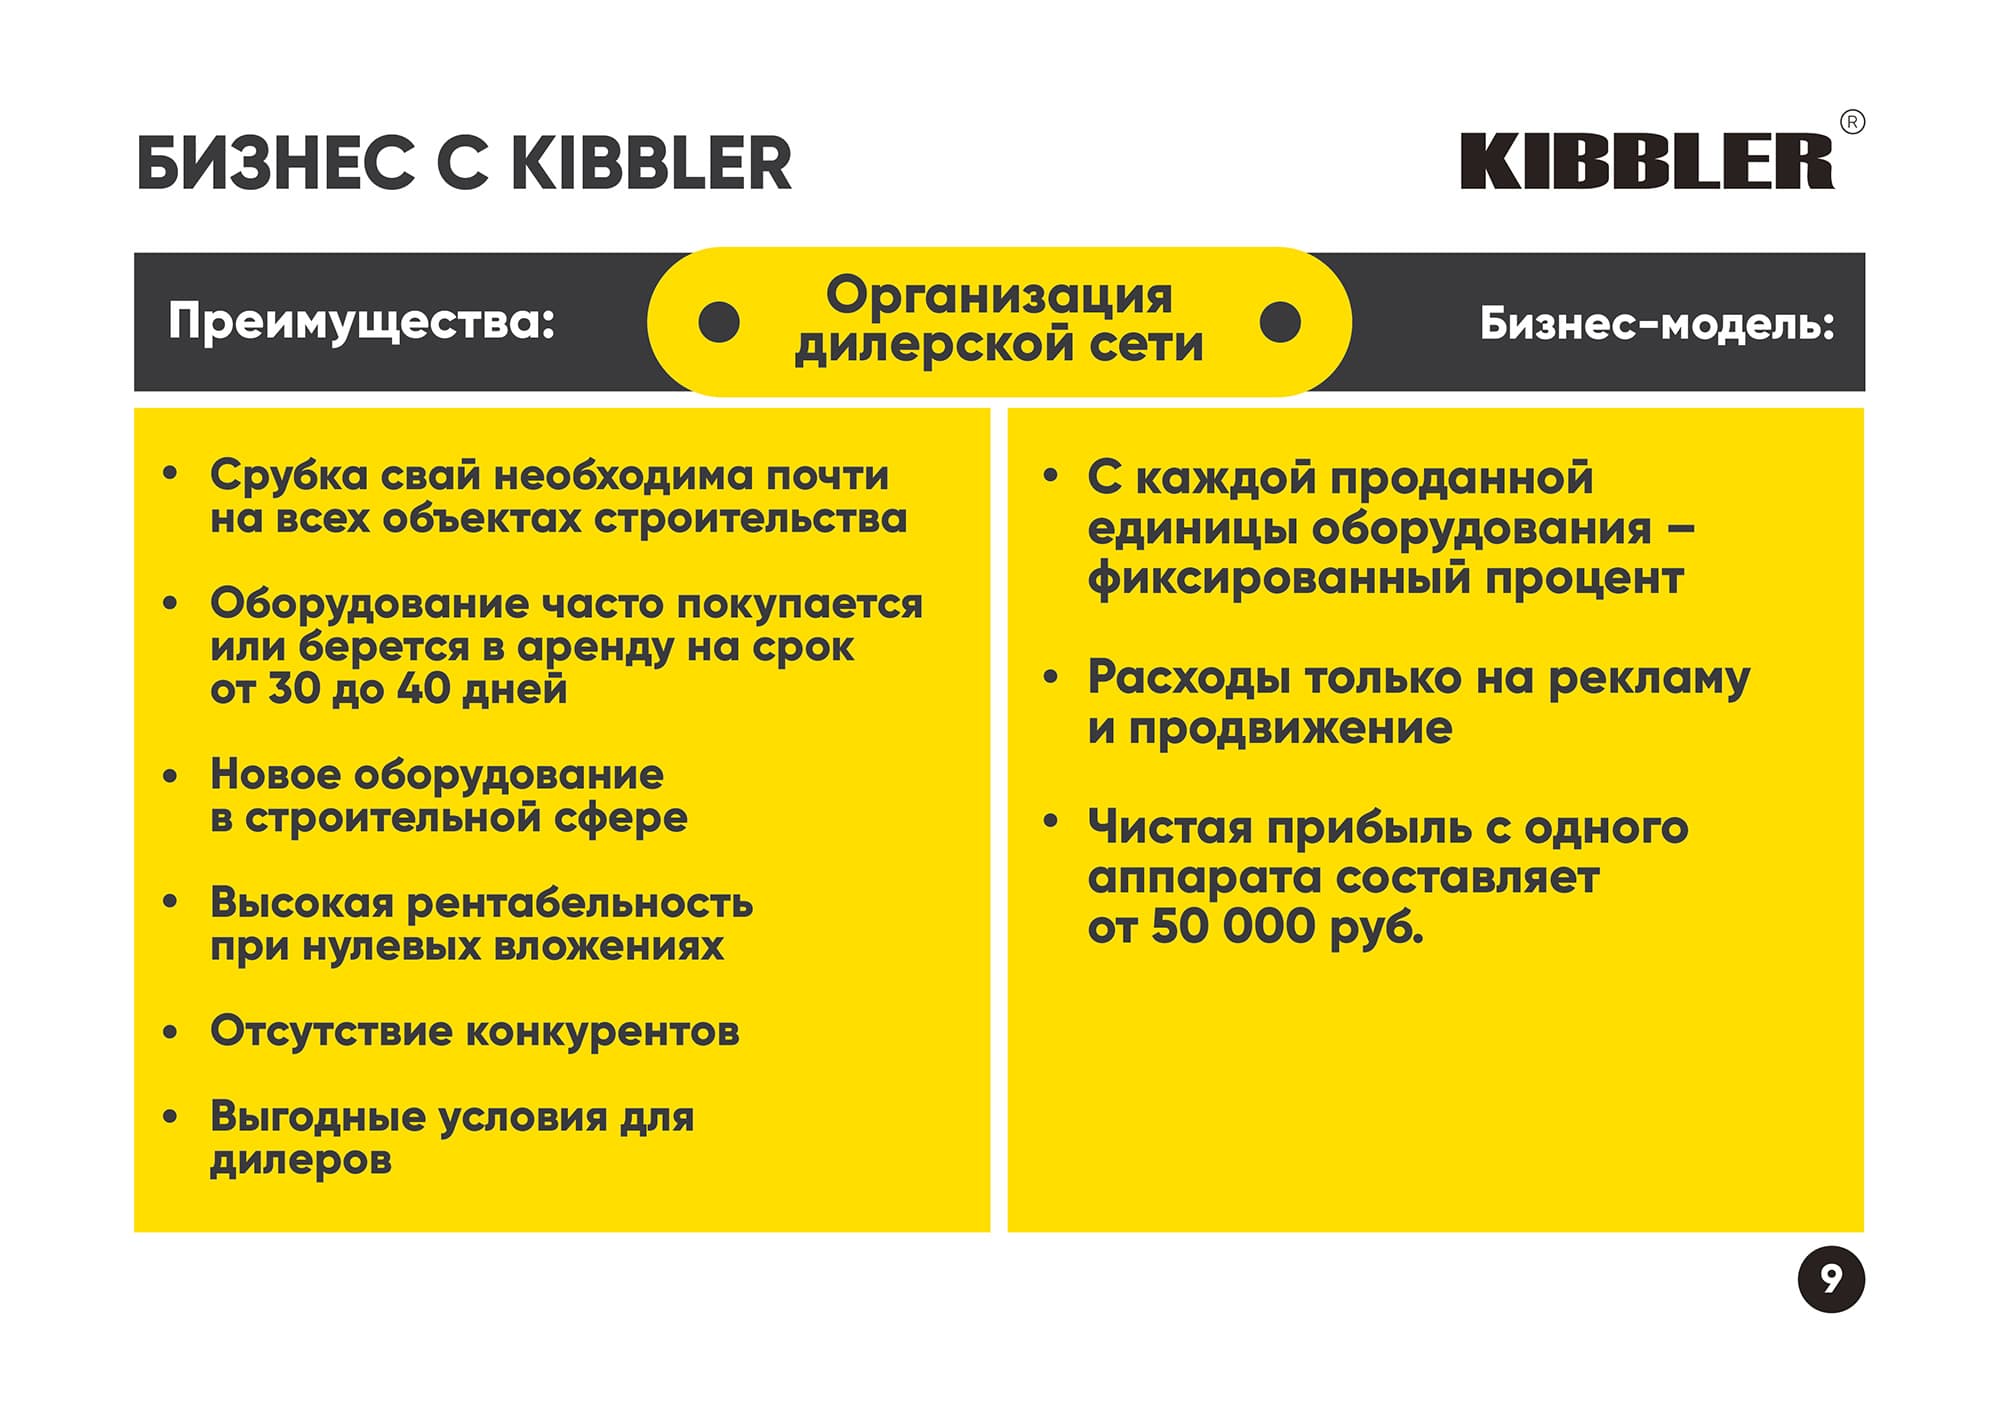 БИЗНЕС С KIBBLER
KIBBLER
®
Преимущества:
Организация
дилерской сети
Бизнес-модель:
• Срубка свай необходима почти
на всех объектах строительства
• Оборудование часто покупается
или берется в аренду на срок
от 30 до 40 дней
• Новое оборудование
в строительной сфере
• Высокая рентабельность
при нулевых вложениях
• Отсутствие конкурентов
• Выгодные условия для
дилеров
• С каждой проданной
единицы оборудования –
фиксированный процент
• Расходы только на рекламу
и продвижение
• Чистая прибыль с одного
аппарата составляет
от 50 000 руб.
9